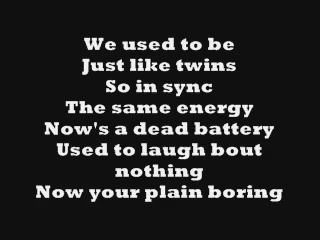 We used to be
Just like twins
So in sync
The same energy
Now's a dead battery
Used to laugh bout
nothing
Now your plain boring